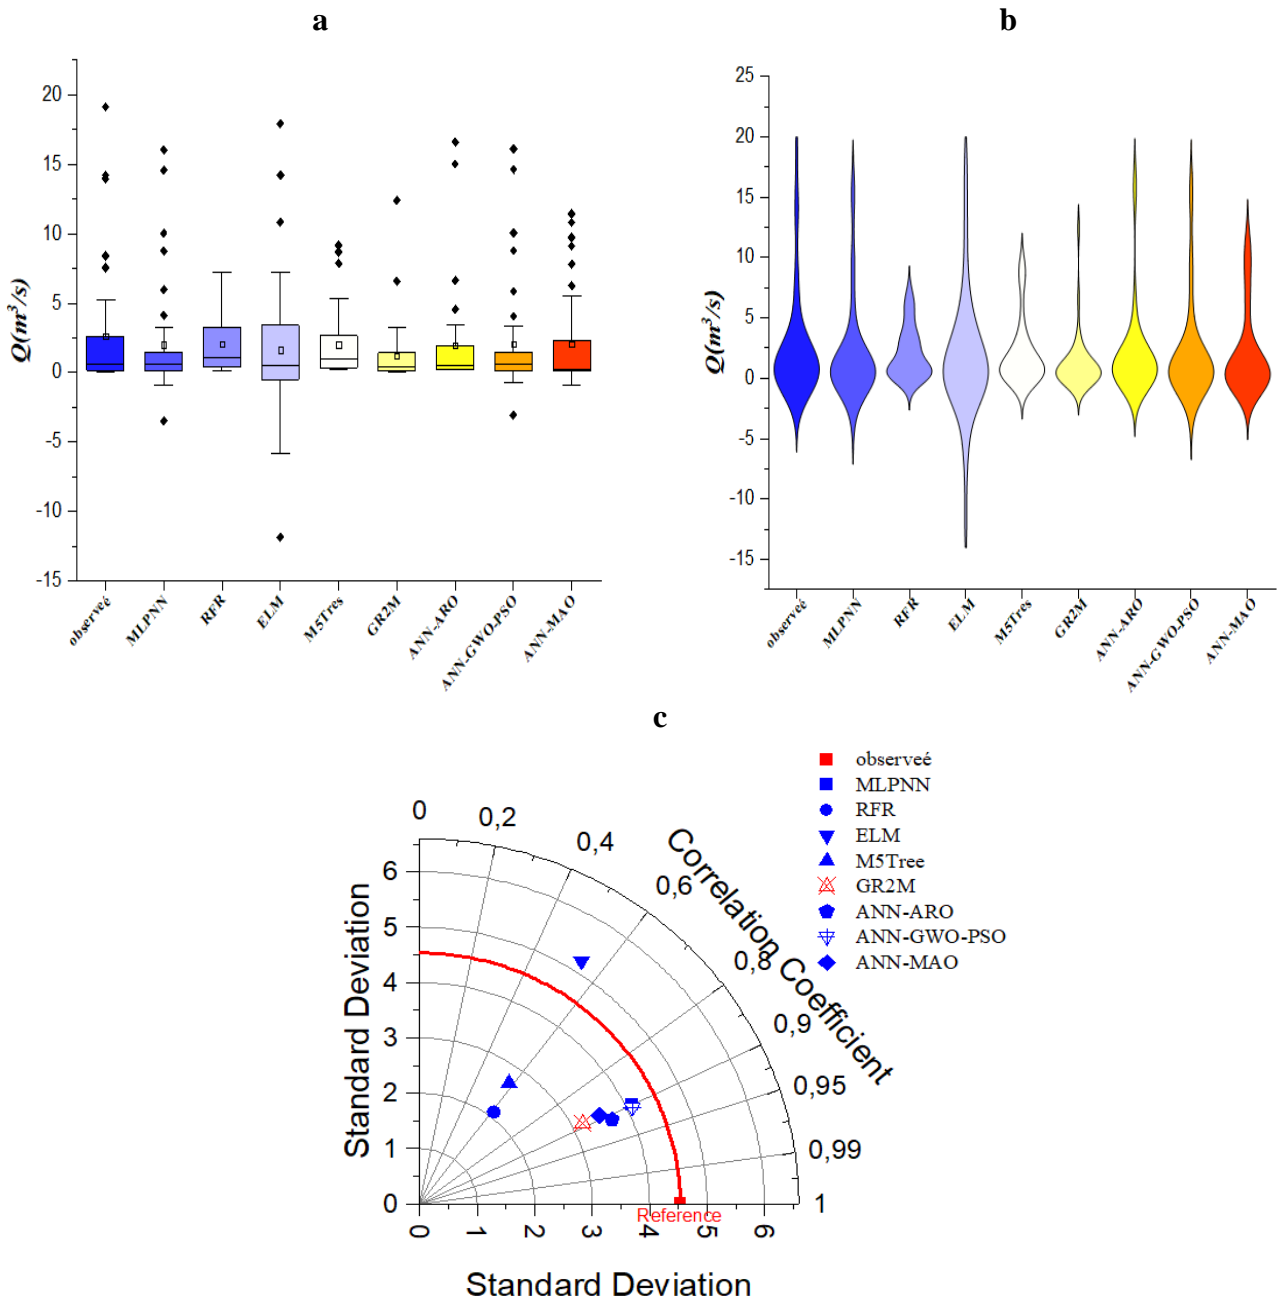 a
Q(m³/s)
20
15
10
5
0
-5
-10
-15
observeé
MLPNN
RFR
ELM
M5Tres
GR2M
ANN-ARO
ANN-GWO-PSO
ANN-MAO
b
Q(m³/s)
25
20
15
10
5
0
-5
-10
-15
observeé
MLPNN
RFR
ELM
M5Tres
GR2M
ANN-ARO
ANN-GWO-PSO
ANN-MAO
c
observeé
MLPNN
RFR
ELM
M5Tree
GR2M
ANN-ARO
ANN-GWO-PSO
ANN-MAO
0
0,2
0,4
0,6
0,8
0,9
0,95
0,99
1
Correlation Coefficient
Standard Deviation
6
5
4
3
2
1
0
Reference
0
1
2
3
4
5
6
Standard Deviation